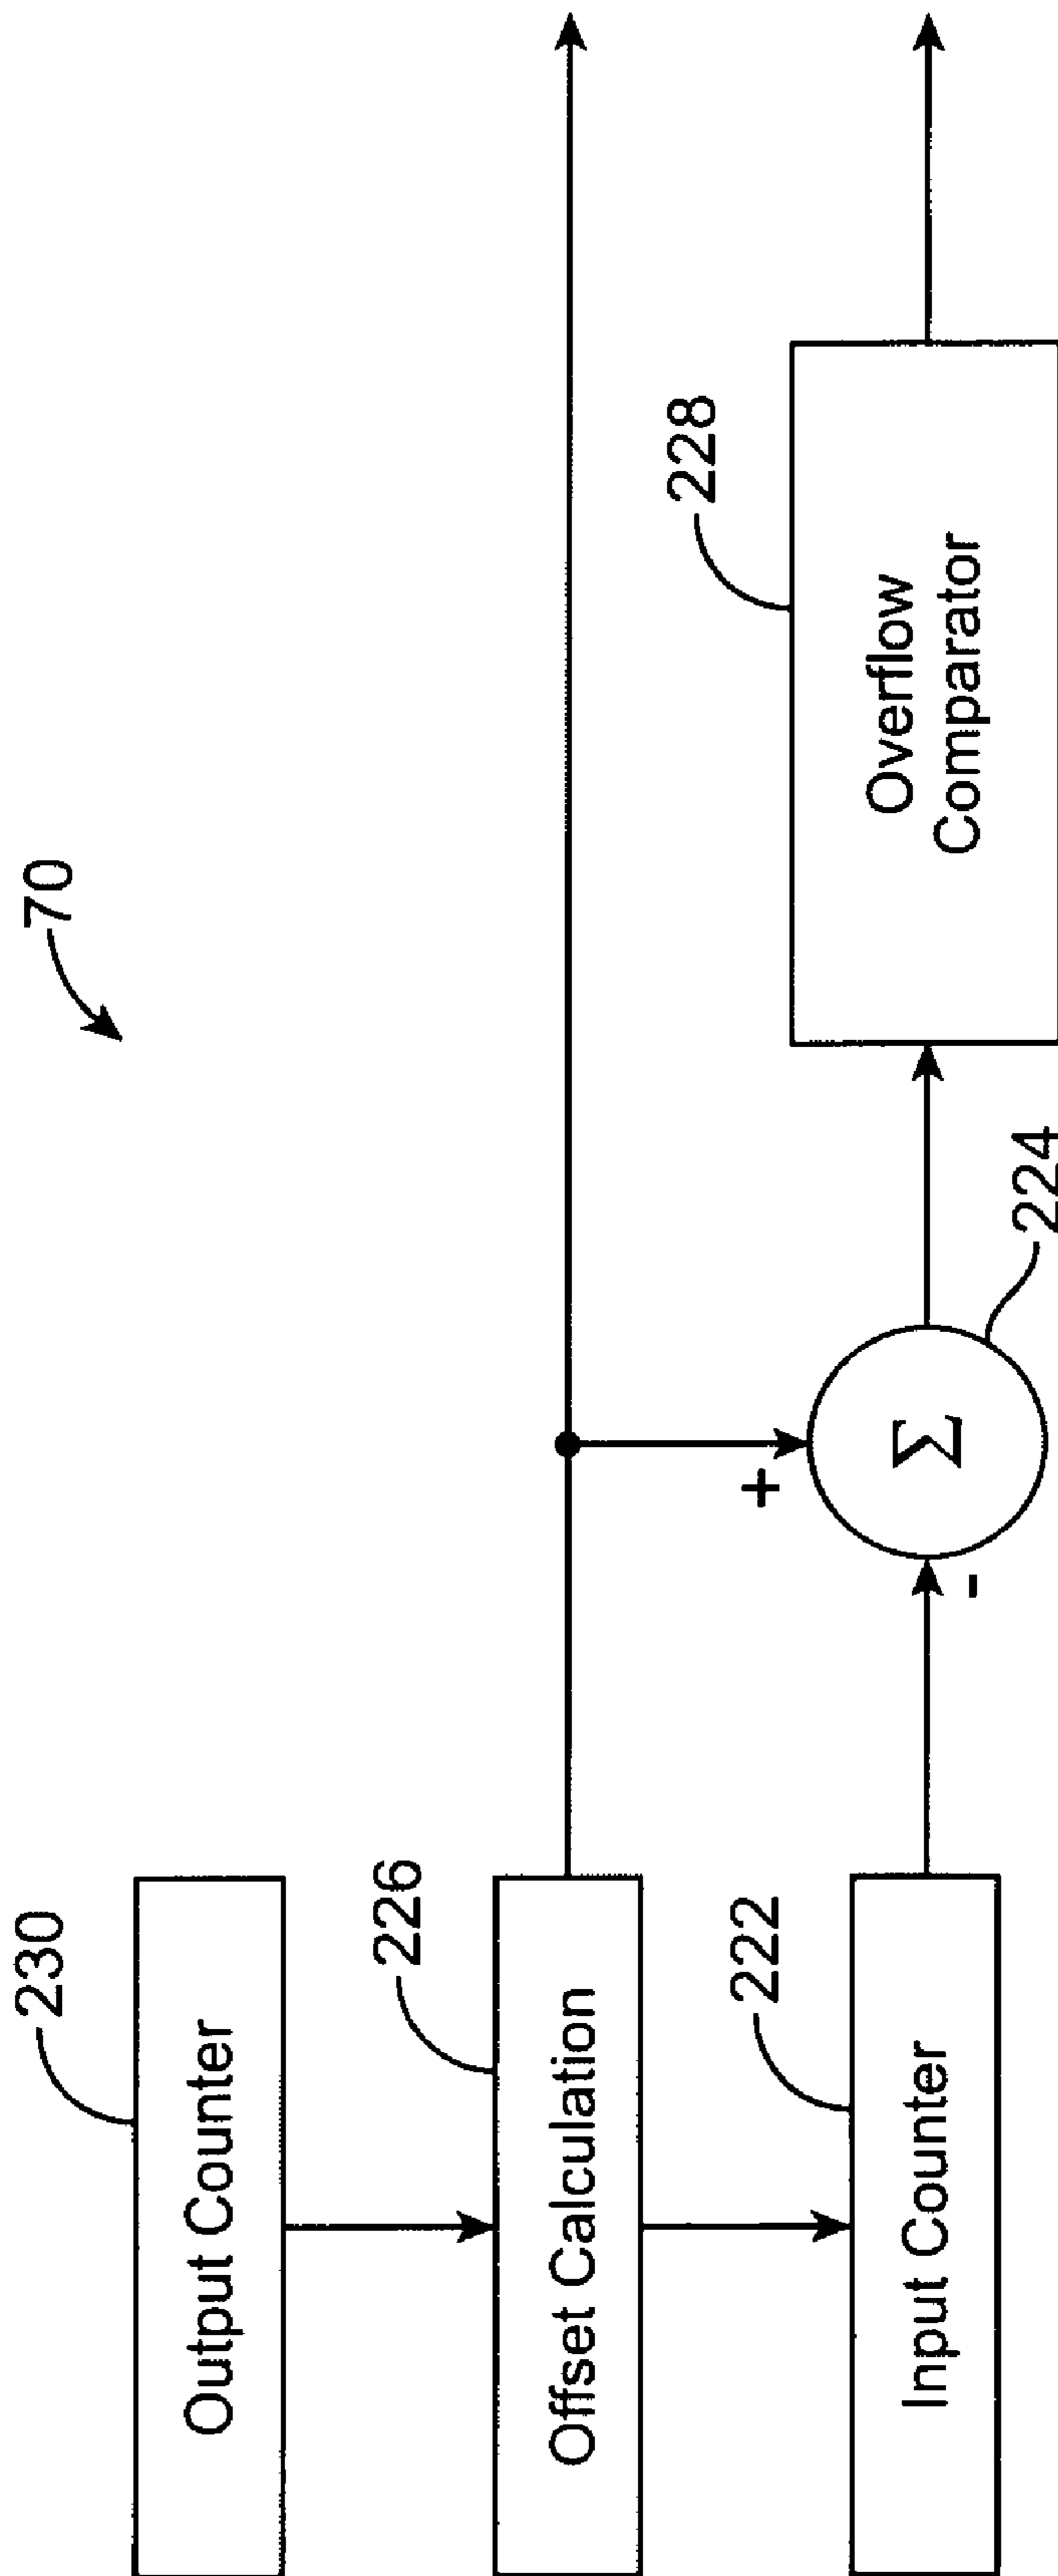 70
230
Output Counter
226
Offset Calculation
222
Input Counter
+
-
Σ
224
228
Overflow
Comparator